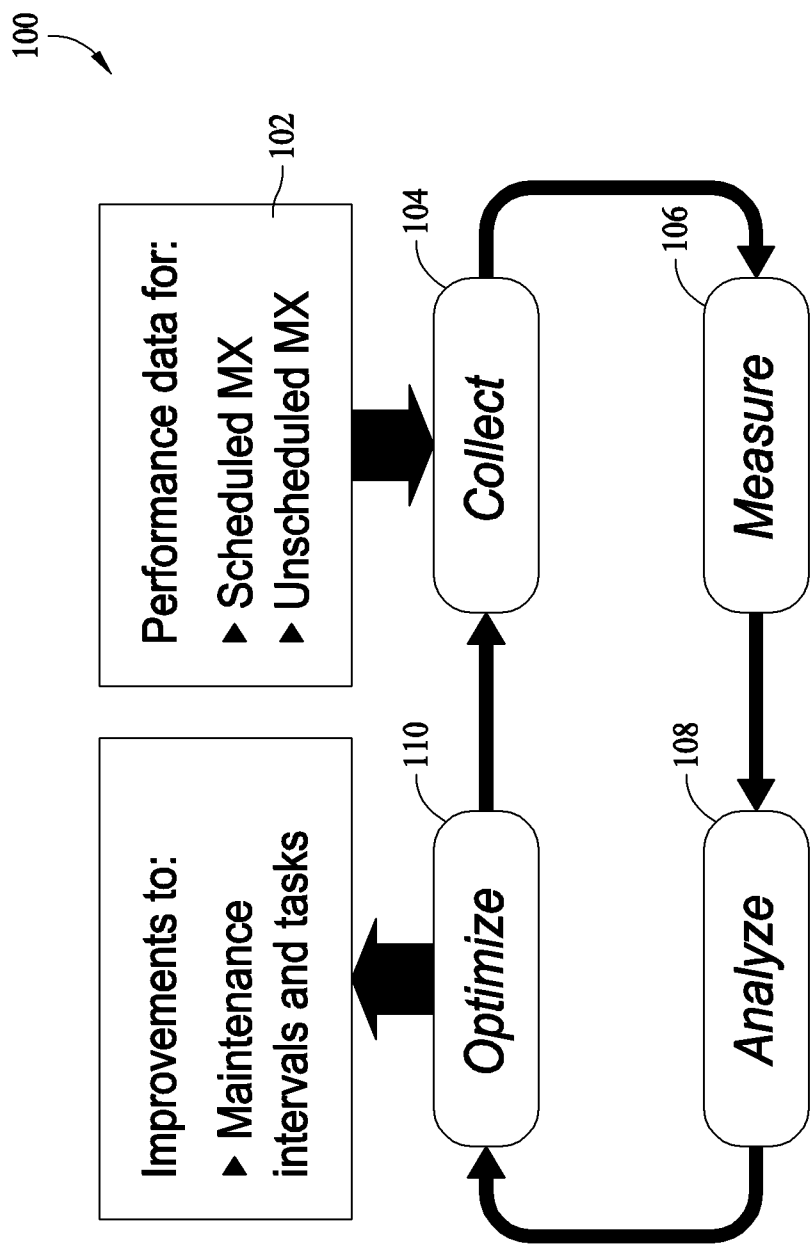 100
Improvements to:
▶ Maintenance
intervals and tasks
Performance data for:
▶ Scheduled MX
▶ Unscheduled MX
102
110
Optimize
104
Collect
108
Analyze
106
Measure